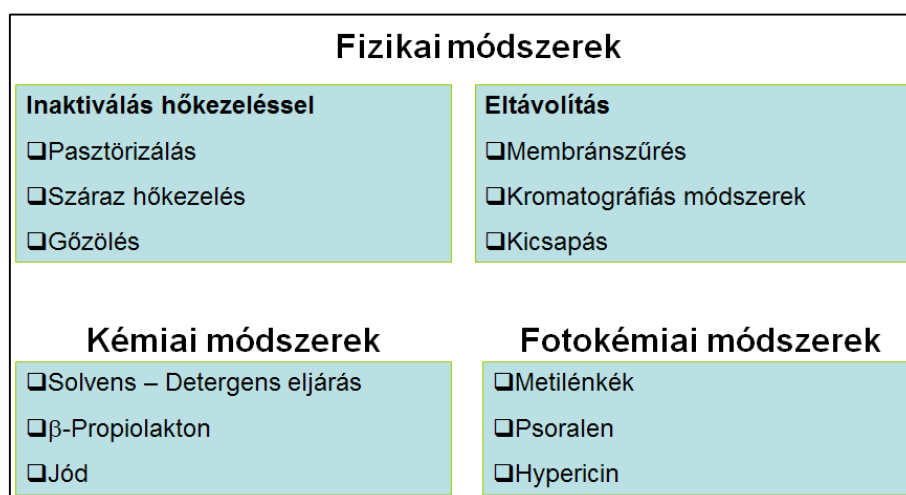 Fizikai módszerek
Inaktiválás hőkezeléssel
❑Pasztörizálás
❑Száraz hőkezelés
❑Gőzölés
Eltávolítás
❑Membránszűrés
❑Kromatográfiás módszerek
❑Kicsapás
Kémiai módszerek
❑Solvens – Detergens eljárás
❑β-Propiolakton
❑Jód
Fotokémiai módszerek
❑Metilénkék
❑Psoralen
❑Hypericin